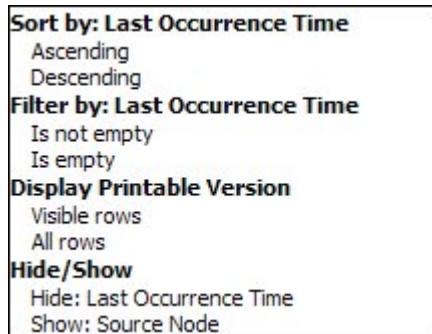 Sort by: Last Occurrence Time
Ascending
Descending
Filter by: Last Occurrence Time
Is not empty
Is empty
Display Printable Version
Visible rows
All rows
Hide/Show
Hide: Last Occurrence Time
Show: Source Node